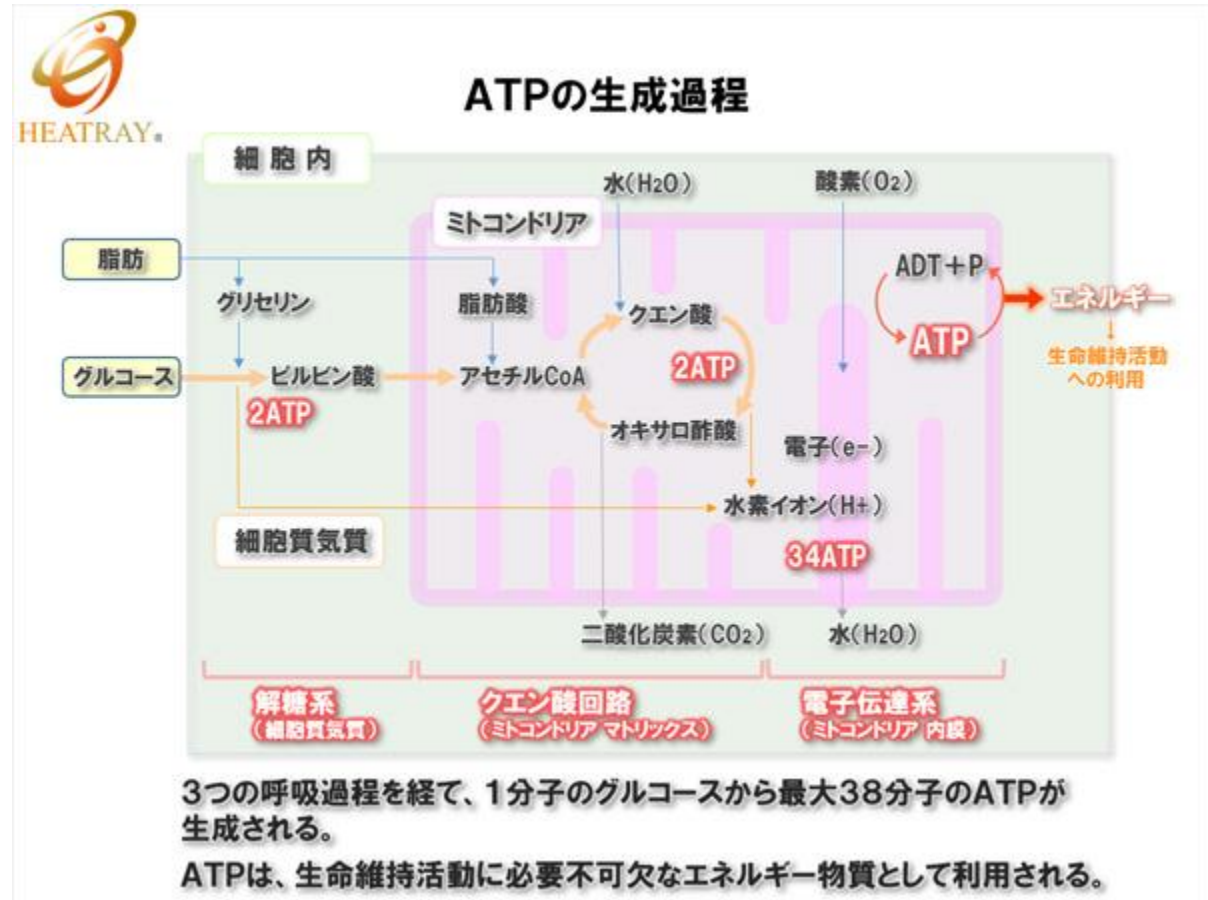 HEATRAY®
ATPの生成過程
細胞内
水(H2O)
酸素(O2)
ミトコンドリア
脂肪
ADT+P
グリセリン
脂肪酸
クエン酸
エネルギー
ATP
生命維持活動
への利用
グルコース
ピルビン酸
アセチルCoA
2ATP
2ATP
オキサロ酢酸
電子(e-)
水素イオン(H+)
細胞質気質
34ATP
二酸化炭素(CO2)
水(H2O)
解糖系
(細胞質気質)
クエン酸回路
(ミトコンドリア マトリックス)
電子伝達系
(ミトコンドリア 内膜)
3つの呼吸過程を経て、1分子のグルコースから最大38分子のATPが
生成される。
ATPは、生命維持活動に必要不可欠なエネルギー物質として利用される。